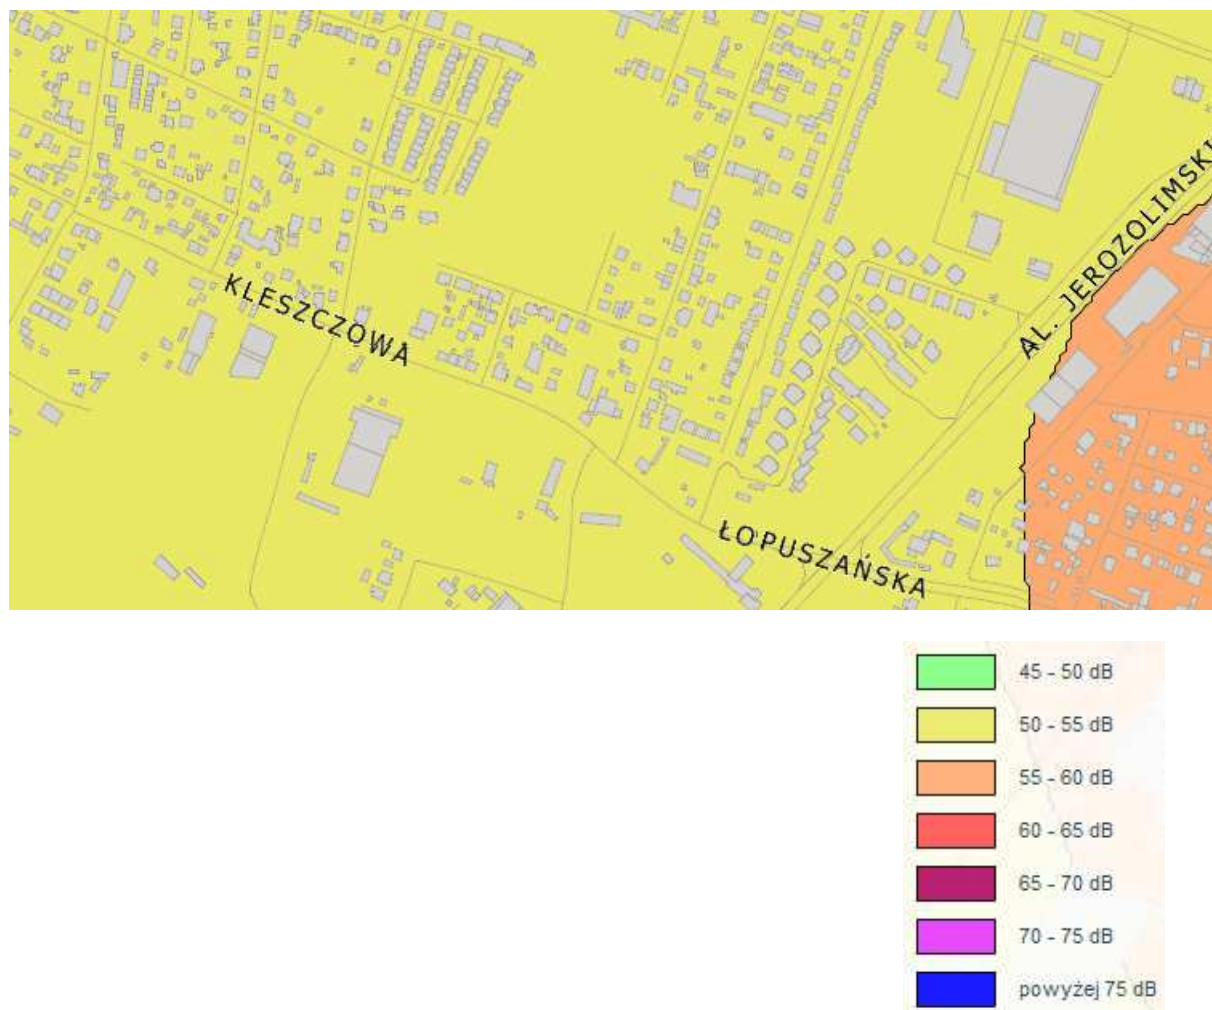 KLESZCZOWA
AL. JEROZOLIMSKI
ŁOPUSZAŃSKA
45 - 50 dB
50 - 55 dB
55 - 60 dB
60 - 65 dB
65 - 70 dB
70 - 75 dB
powyżej 75 dB